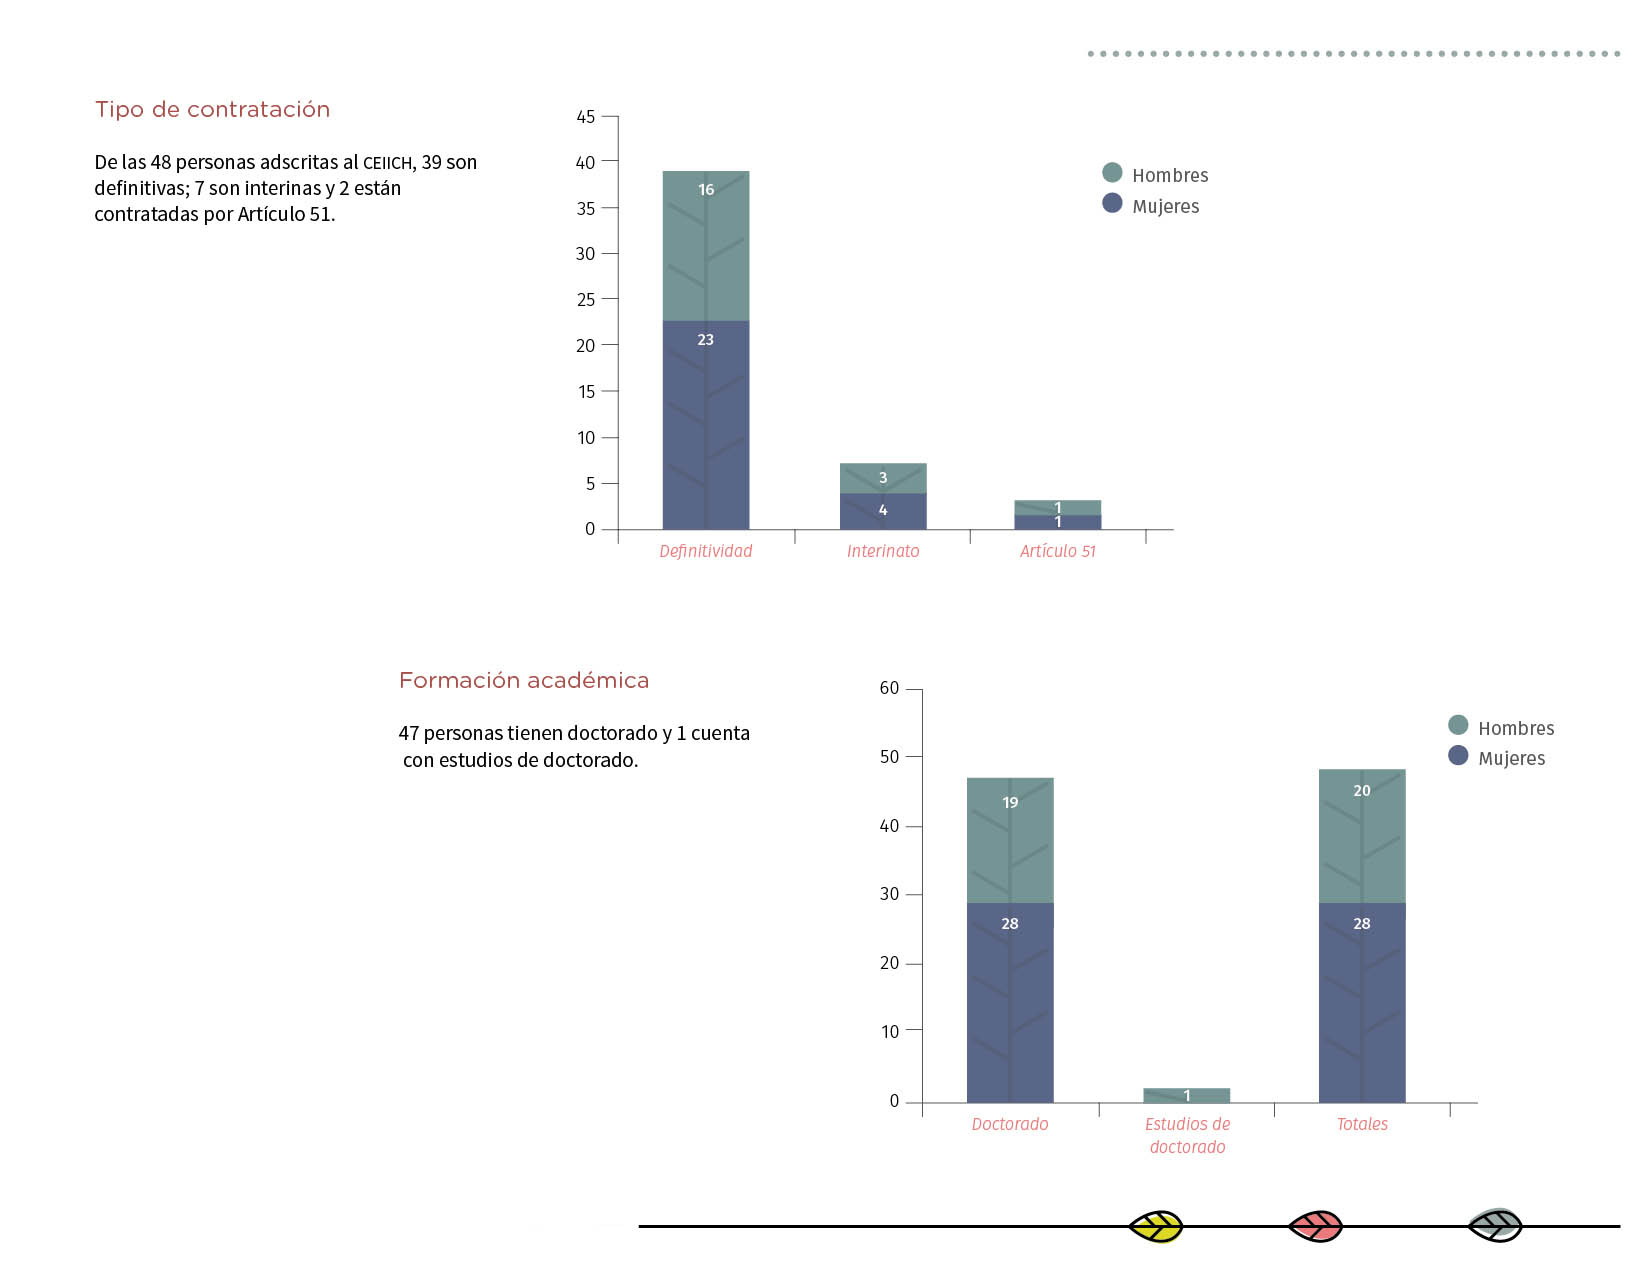 Tipo de contratación
De las 48 personas adscritas al CEIICH, 39 son
definitivas; 7 son interinas y 2 están
contratadas por Artículo 51.
45
40
35
30
25
20
15
10
5
0
16
23
3
4
1
1
Definitividad
Interinato
Artículo 51
Hombres
Mujeres
Formación académica
47 personas tienen doctorado y 1 cuenta
con estudios de doctorado.
60
50
40
30
20
10
0
19
28
1
20
28
Doctorado
Estudios de
doctorado
Totales
Hombres
Mujeres